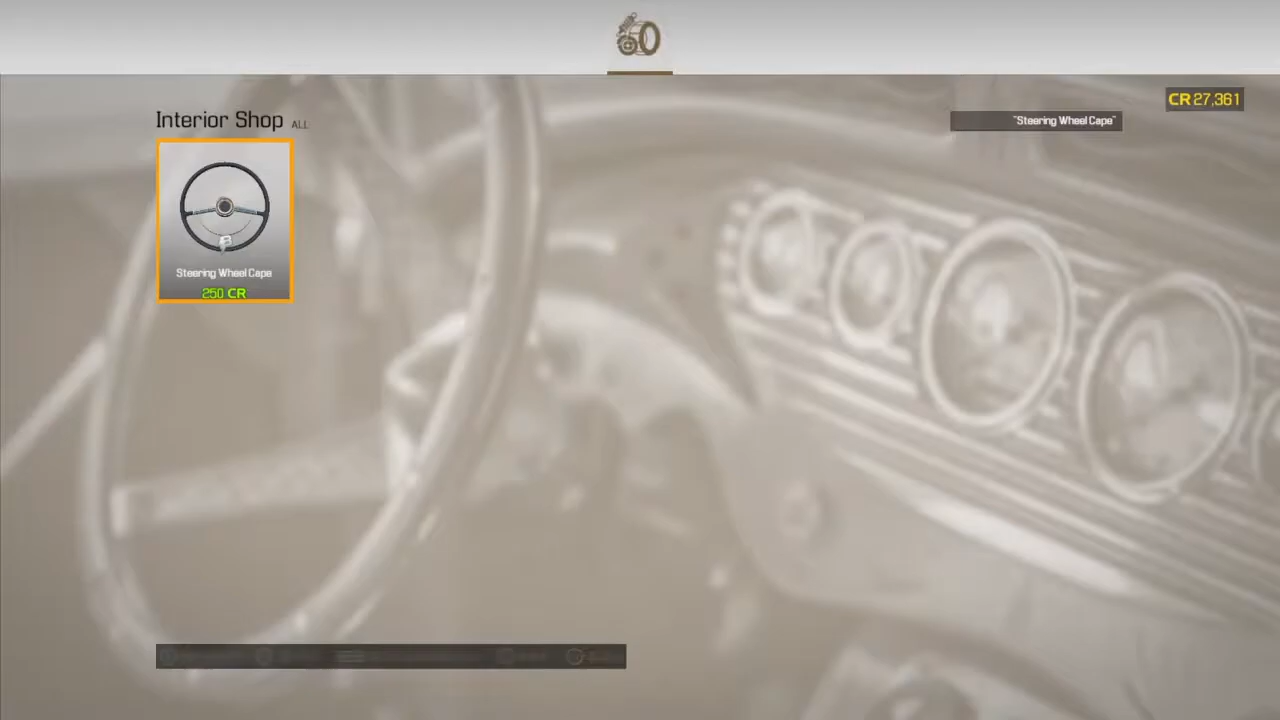 CR 27,361
Interior Shop ALL
"Steering Wheel Cape"
Steering Wheel Cape
250 CR